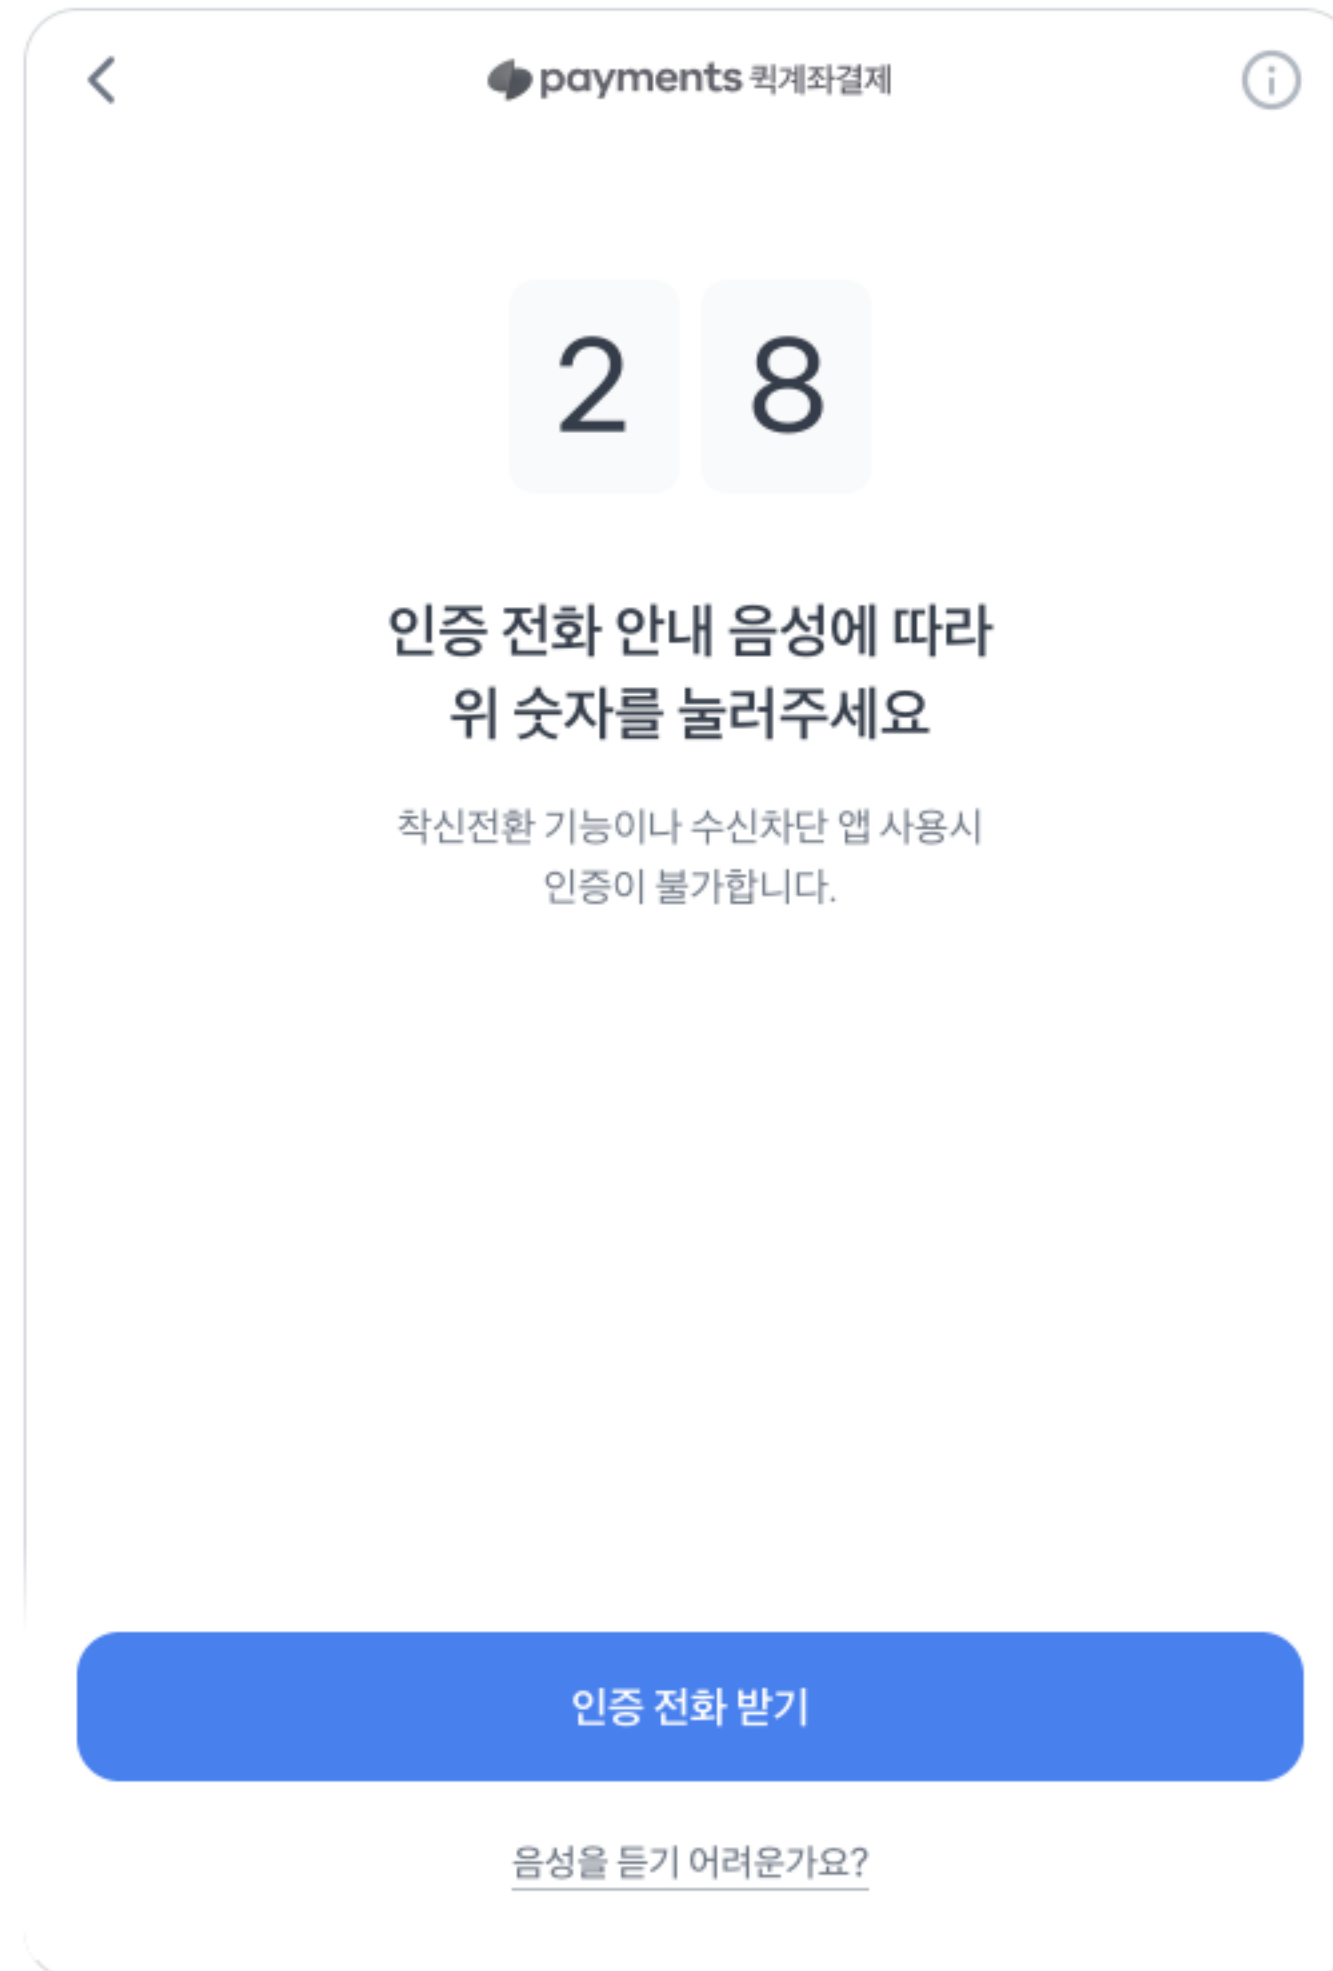 payments 퀵계좌결제
2 8
인증 전화 안내 음성에 따라
위 숫자를 눌러주세요
착신전환 기능이나 수신차단 앱 사용시
인증이 불가합니다.
인증 전화 받기
음성을 듣기 어려운가요?